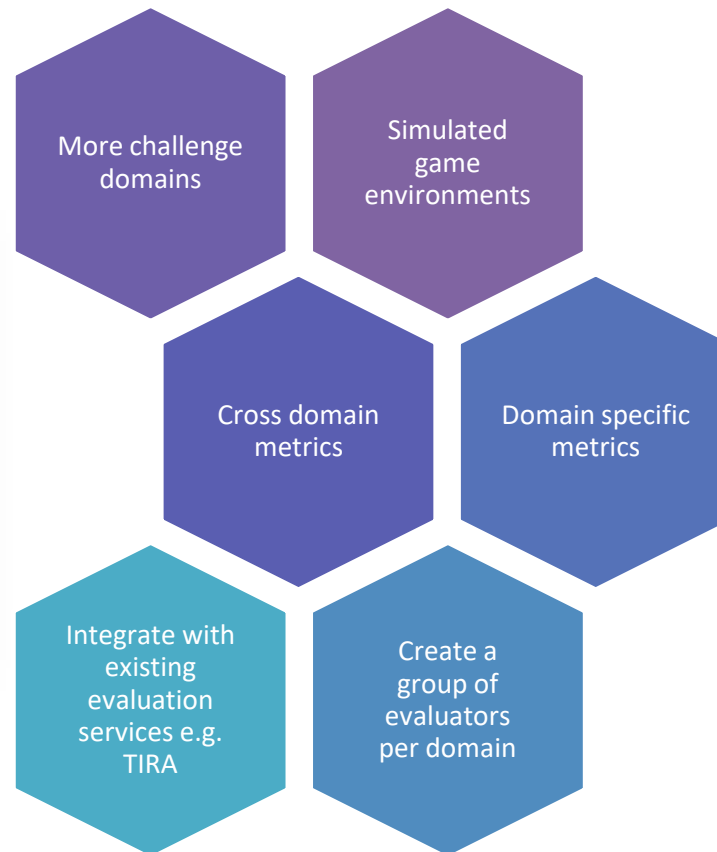 More challenge
domains
Simulated
game
environments
Cross domain
metrics
Domain specific
metrics
Integrate with
existing
evaluation
services e.g.
TIRA
Create a
group of
evaluators
per domain